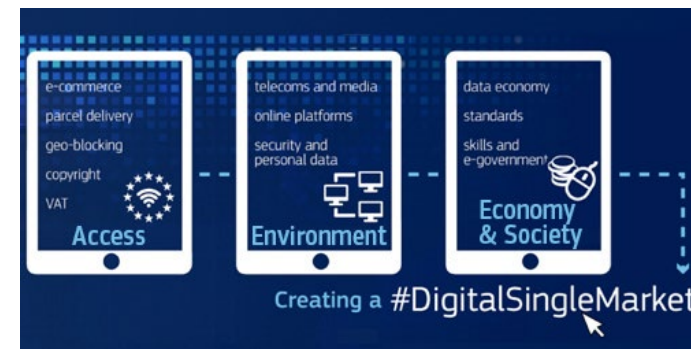 e-commerce
parcel delivery
geo-blocking
copyright
VAT
Access
telecoms and media
online platforms
security and
personal data
Environment
data economy
standards
skills and
e-government
Economy
& Society
Creating a #DigitalSingleMarket